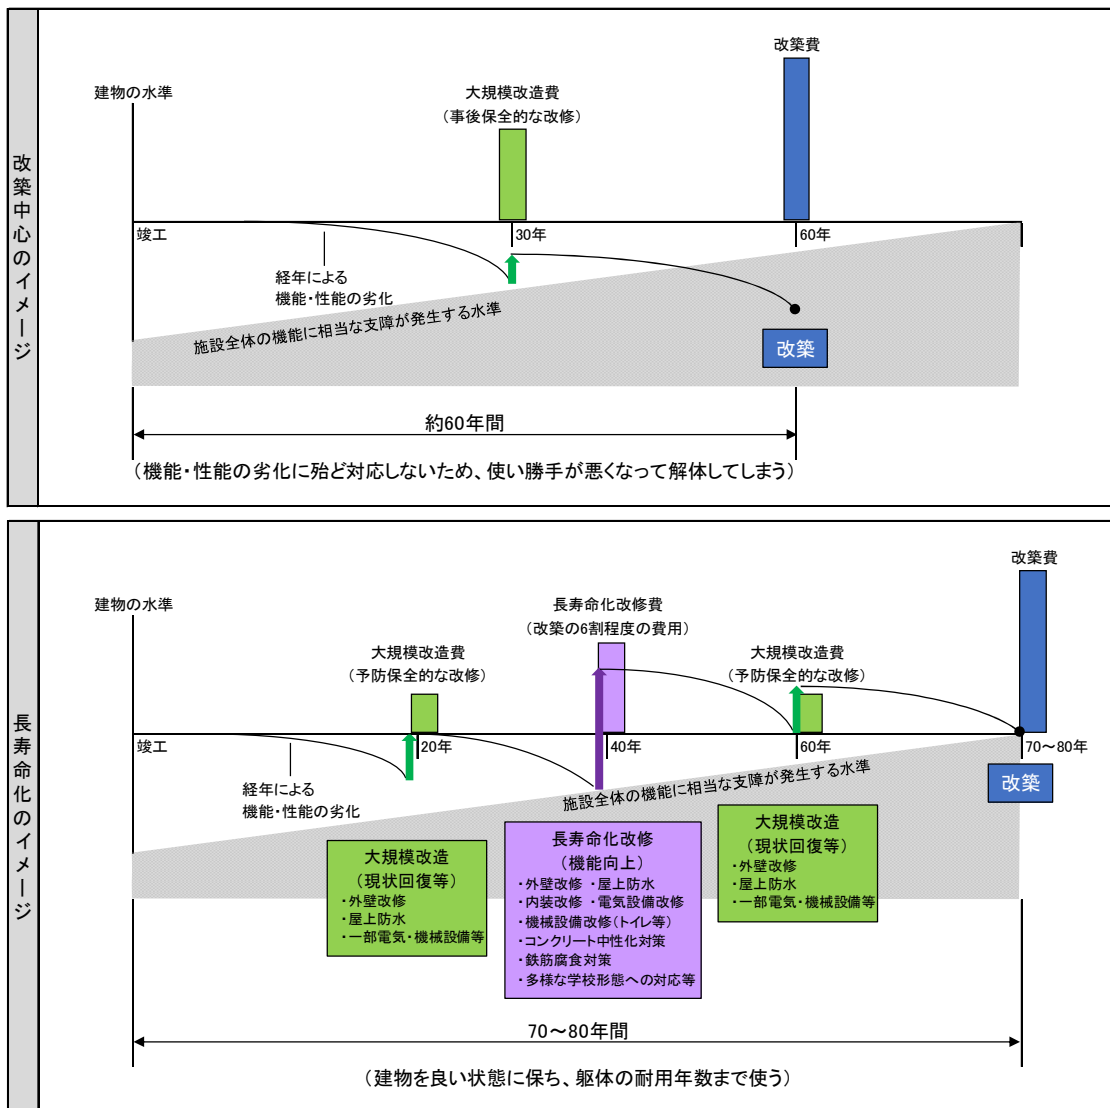 改築中心のイメージ
改築費
建物の水準
大規模改造費
（事後保全的な改修）
竣工
30年
60年
経年による
機能・性能の劣化
施設全体の機能に相当な支障が発生する水準
改築
約60年間
（機能・性能の劣化に殆ど対応しないため、使い勝手が悪くなって解体してしまう）
長寿命化のイメージ
改築費
建物の水準
長寿命化改修費
（改築の6割程度の費用）
大規模改造費
（予防保全的な改修）
大規模改造費
（予防保全的な改修）
竣工
20年
40年
60年
70～80年
経年による
機能・性能の劣化
施設全体の機能に相当な支障が発生する水準
改築
大規模改造
（現状回復等）
・外壁改修
・屋上防水
・一部電気・機械設備等
長寿命化改修
（機能向上）
・外壁改修 ・屋上防水
・内装改修 ・電気設備改修
・機械設備改修（トイレ等）
・コンクリート中性化対策
・鉄筋腐食対策
・多様な学校形態への対応等
大規模改造
（現状回復等）
・外壁改修
・屋上防水
・一部電気・機械設備等
70～80年間
（建物を良い状態に保ち、躯体の耐用年数まで使う）